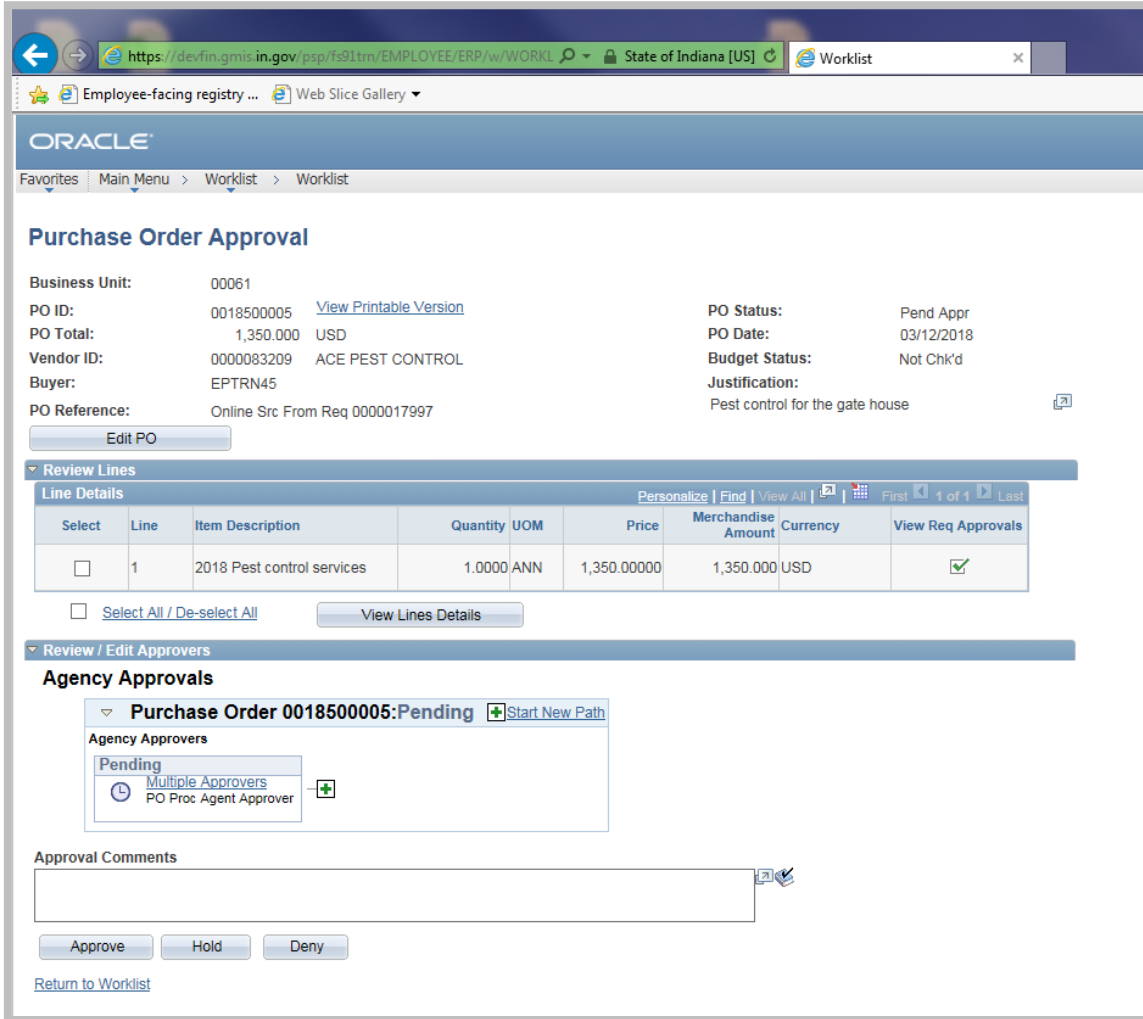 https://devfin.gmis.in.gov/psp/fs91trn/EMPLOYEE/ERP/w/WORKL State of Indiana [US] Worklist
Employee-facing registry ... Web Slice Gallery
ORACLE
Favorites Main Menu > Worklist > Worklist
Purchase Order Approval
Business Unit: 00061
PO ID: 0018500005 View Printable Version PO Status: Pend Appr
PO Total: 1,350.000 USD PO Date: 03/12/2018
Vendor ID: 0000083209 ACE PEST CONTROL Budget Status: Not Chk'd
Buyer: EPTRN45 Justification:
PO Reference: Online Src From Req 0000017997 Pest control for the gate house
Edit PO
Review Lines
Line Details Personalize | Find | View All | | First 1 of 1 Last
Select Line Item Description Quantity UOM Price Merchandise Amount Currency View Req Approvals
1 2018 Pest control services 1.0000 ANN 1,350.00000 1,350.000 USD
Select All / De-select All View Lines Details
Review / Edit Approvers
Agency Approvals
Purchase Order 0018500005:Pending Start New Path
Agency Approvers
Pending
Multiple Approvers
PO Proc Agent Approver
Approval Comments
Approve Hold Deny
Return to Worklist